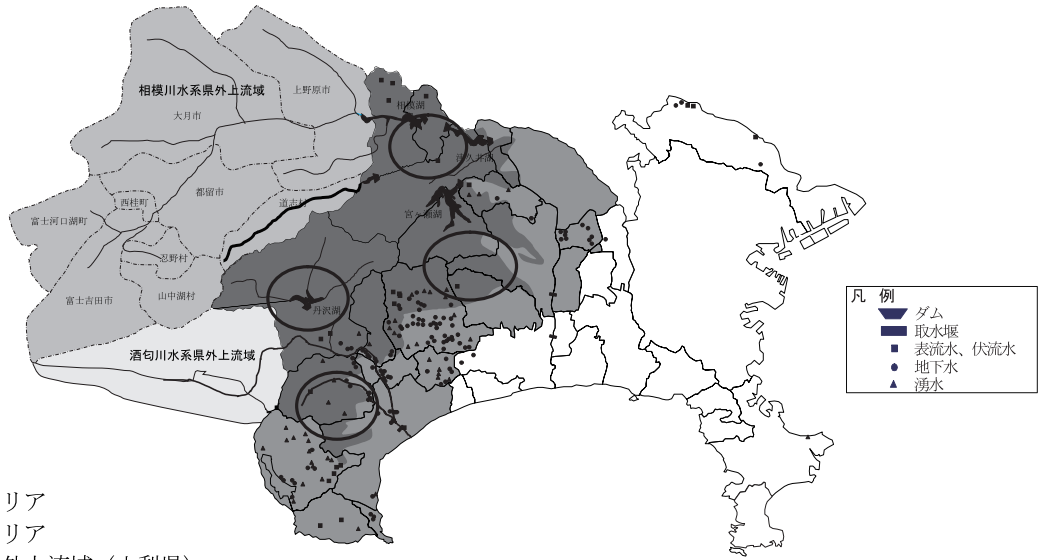 相模川水系県外上流域
上野原市
大月市
相模湖
津久井湖
都留市
西桂町
道志村
富士河口湖町
宮ヶ瀬湖
忍野村
富士吉田市
山中湖村
丹沢湖
酒匂川水系県外上流域
凡 例
ダム
取水堰
表流水、伏流水
地下水
湧水
リア
リア